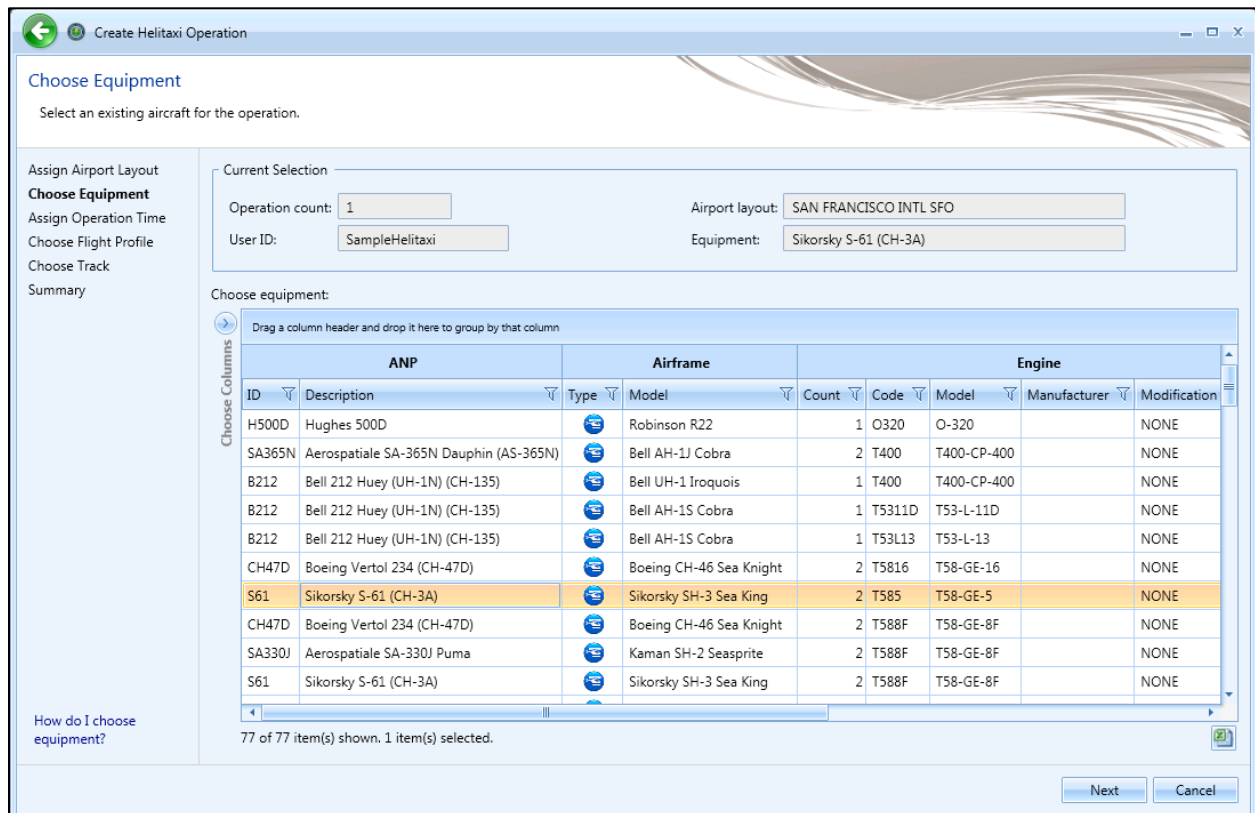 Create Helitaxi Operation
Choose Equipment
Select an existing aircraft for the operation.
Assign Airport Layout
Choose Equipment
Assign Operation Time
Choose Flight Profile
Choose Track
Summary
How do I choose
equipment?
Current Selection
Operation count: 1 Airport layout: SAN FRANCISCO INTL SFO
User ID: SampleHelitaxi Equipment: Sikorsky S-61 (CH-3A)
Choose equipment:
Choose Columns
Drag a column header and drop it here to group by that column
ANP Airframe Engine
ID Description Type Model Count Code Model Manufacturer Modification
H500D Hughes 500D Robinson R22 1 O320 O-320 NONE
SA365N Aerospatiale SA-365N Dauphin (AS-365N) Bell AH-1J Cobra 2 T400 T400-CP-400 NONE
B212 Bell 212 Huey (UH-1N) (CH-135) Bell UH-1 Iroquois 1 T400 T400-CP-400 NONE
B212 Bell 212 Huey (UH-1N) (CH-135) Bell AH-1S Cobra 1 T5311D T53-L-11D NONE
B212 Bell 212 Huey (UH-1N) (CH-135) Bell AH-1S Cobra 1 T53L13 T53-L-13 NONE
CH47D Boeing Vertol 234 (CH-47D) Boeing CH-46 Sea Knight 2 T5816 T58-GE-16 NONE
S61 Sikorsky S-61 (CH-3A) Sikorsky SH-3 Sea King 2 T585 T58-GE-5 NONE
CH47D Boeing Vertol 234 (CH-47D) Boeing CH-46 Sea Knight 2 T588F T58-GE-8F NONE
SA330J Aerospatiale SA-330J Puma Kaman SH-2 Seasprite 2 T588F T58-GE-8F NONE
S61 Sikorsky S-61 (CH-3A) Sikorsky SH-3 Sea King 2 T588F T58-GE-8F NONE
77 of 77 item(s) shown. 1 item(s) selected.
Next Cancel